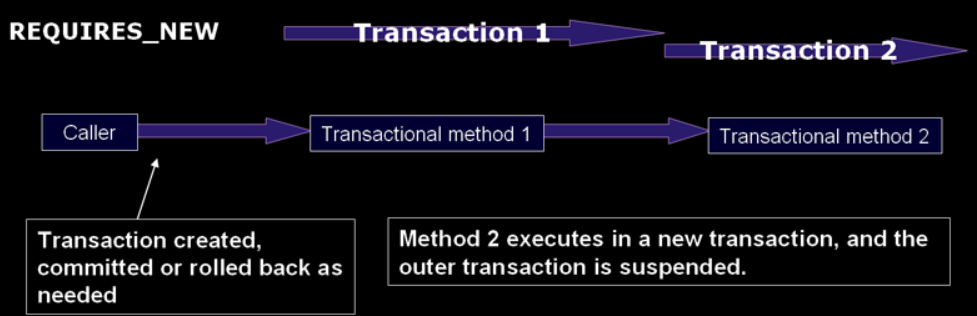 REQUIRES_NEW
Transaction 1
Transaction 2
Caller
Transactional method 1
Transactional method 2
Transaction created,
committed or rolled back as
needed
Method 2 executes in a new transaction, and the
outer transaction is suspended.